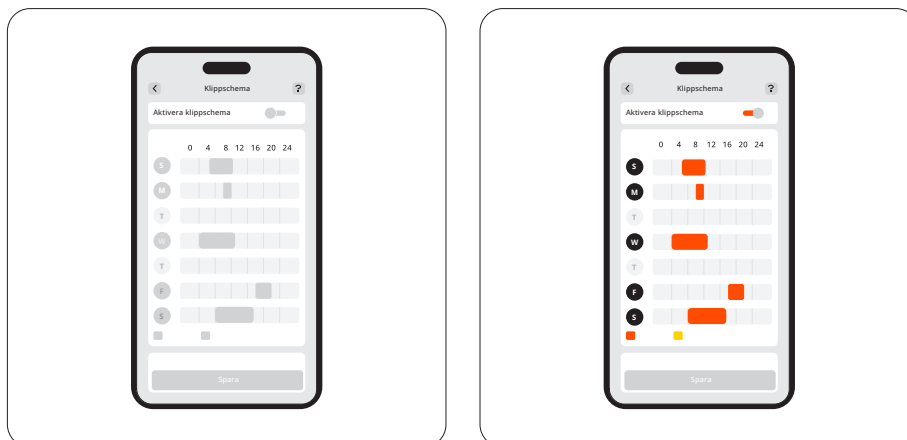 Klippschema ?
Aktivera klippschema
0 4 8 12 16 20 24
S
M
T
W
T
F
S
Spara
Klippschema ?
Aktivera klippschema
0 4 8 12 16 20 24
S
M
T
W
T
F
S
Spara